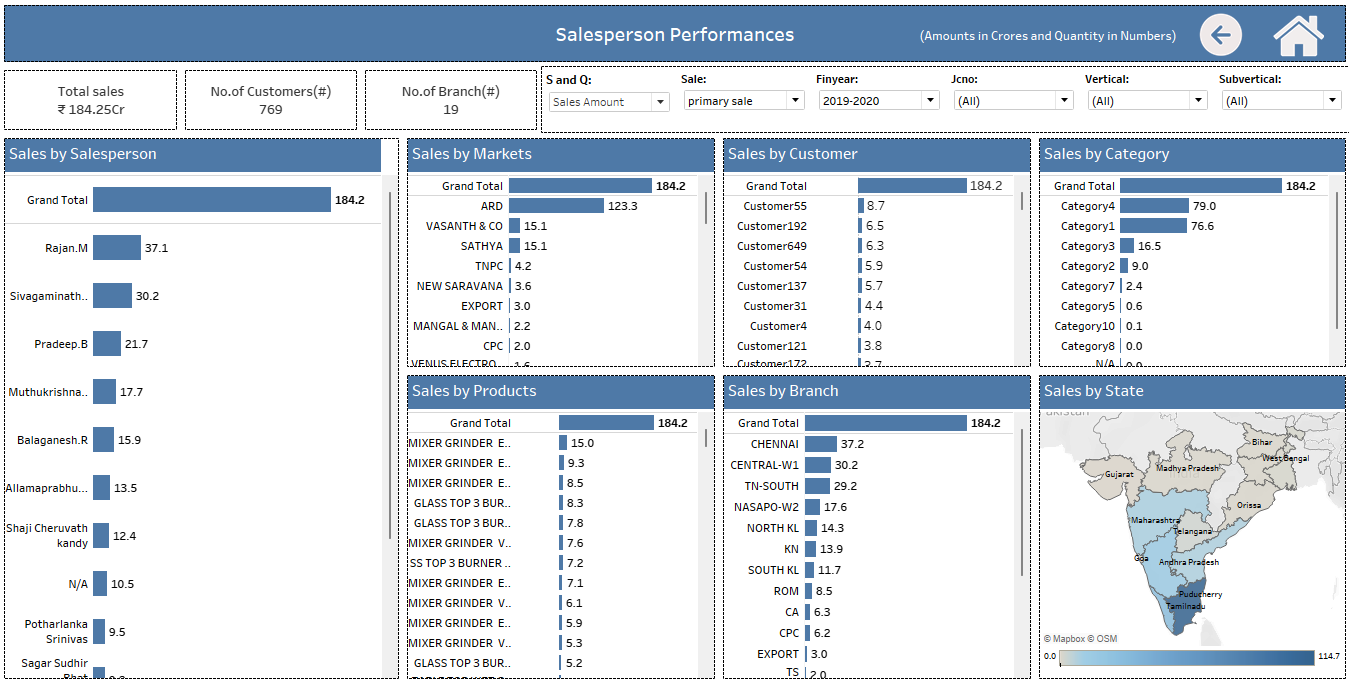 Salesperson Performances
(Amounts in Crores and Quantity in Numbers)
Total sales
₹ 184.25Cr
No.of Customers(#)
769
No.of Branch(#)
19
S and Q:
Sales Amount
Sale:
primary sale
Finyear:
2019-2020
Jcno:
(All)
Vertical:
(All)
Subvertical:
(All)
Sales by Salesperson
Grand Total 184.2
Rajan.M 37.1
Sivagaminath.. 30.2
Pradeep.B 21.7
Muthukrishna.. 17.7
Balaganesh.R 15.9
Allamaprabhu... 13.5
Shaji Cheruvath
kandy 12.4
N/A 10.5
Potharlanka
Srinivas 9.5
Sagar Sudhir
Sales by Markets
Grand Total 184.2
ARD 123.3
VASANTH & CO 15.1
SATHYA 15.1
TNPC 4.2
NEW SARAVANA 3.6
EXPORT 3.0
MANGAL & MAN.. 2.2
CPC 2.0
VENUS ELECTRO.. 1.6
Sales by Customer
Grand Total 184.2
Customer55 8.7
Customer192 6.5
Customer649 6.3
Customer54 5.9
Customer137 5.7
Customer31 4.4
Customer4 4.0
Customer121 3.8
Customer172 3.7
Sales by Category
Grand Total 184.2
Category4 79.0
Category1 76.6
Category3 16.5
Category2 9.0
Category7 2.4
Category5 0.6
Category10 0.1
Category8 0.0
N/A 0.0
Sales by Products
Grand Total 184.2
MIXER GRINDER E.. 15.0
MIXER GRINDER E.. 9.3
MIXER GRINDER E.. 8.5
GLASS TOP 3 BUR.. 8.3
GLASS TOP 3 BUR.. 7.8
MIXER GRINDER V.. 7.6
SS TOP 3 BURNER .. 7.2
MIXER GRINDER E.. 7.1
MIXER GRINDER V.. 6.1
MIXER GRINDER E.. 5.9
MIXER GRINDER V.. 5.3
GLASS TOP 3 BUR.. 5.2
Sales by Branch
Grand Total 184.2
CHENNAI 37.2
CENTRAL-W1 30.2
TN-SOUTH 29.2
NASAPO-W2 17.6
NORTH KL 14.3
KN 13.9
SOUTH KL 11.7
ROM 8.5
CA 6.3
CPC 6.2
EXPORT 3.0
TS 2.0
Sales by State
Pakistan
Bihar
West Bengal
Gujarat
Madhya Pradesh
Orissa
Maharashtra
Telangana
Goa
Andhra Pradesh
Puducherry
Tamilnadu
© Mapbox © OSM
0.0 114.7